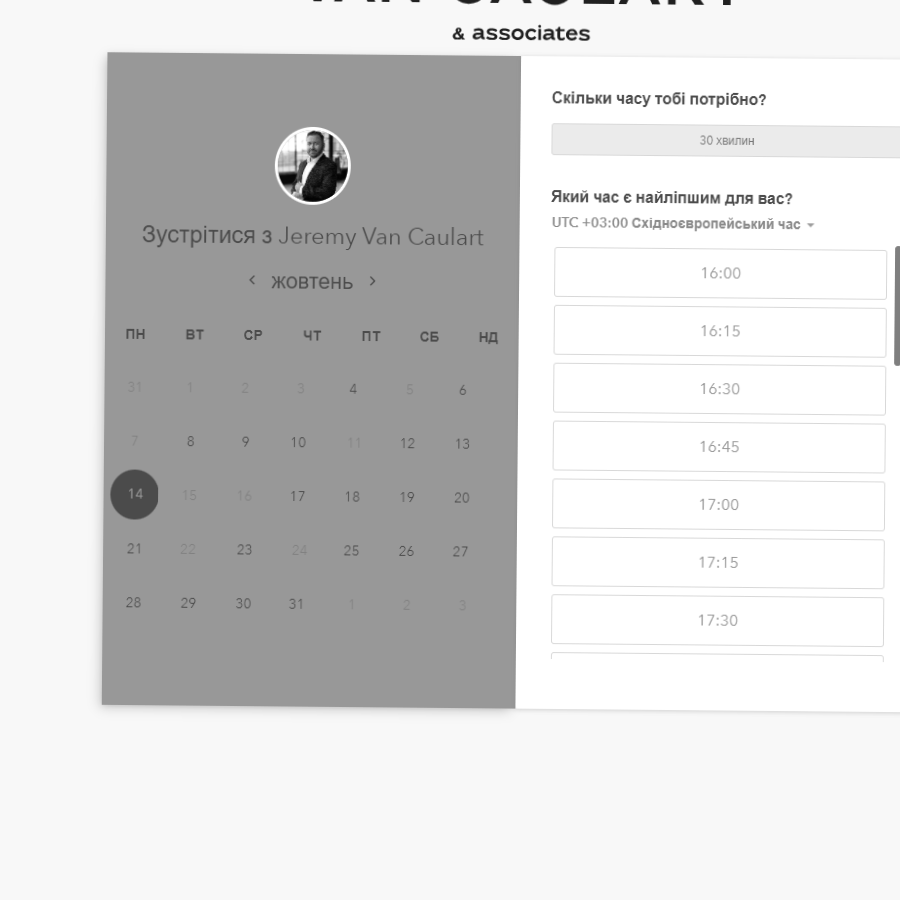 & associates
Зустрітися з Jeremy Van Caulart
жовтень
ПН ВТ СР ЧТ ПТ СБ НД
31 1 2 3 4 5 6
7 8 9 10 11 12 13
14 15 16 17 18 19 20
21 22 23 24 25 26 27
28 29 30 31 1 2 3
Скільки часу тобі потрібно?
30 хвилин
Який час є найліпшим для вас?
UTC +03:00 Східноєвропейський час
16:00
16:15
16:30
16:45
17:00
17:15
17:30